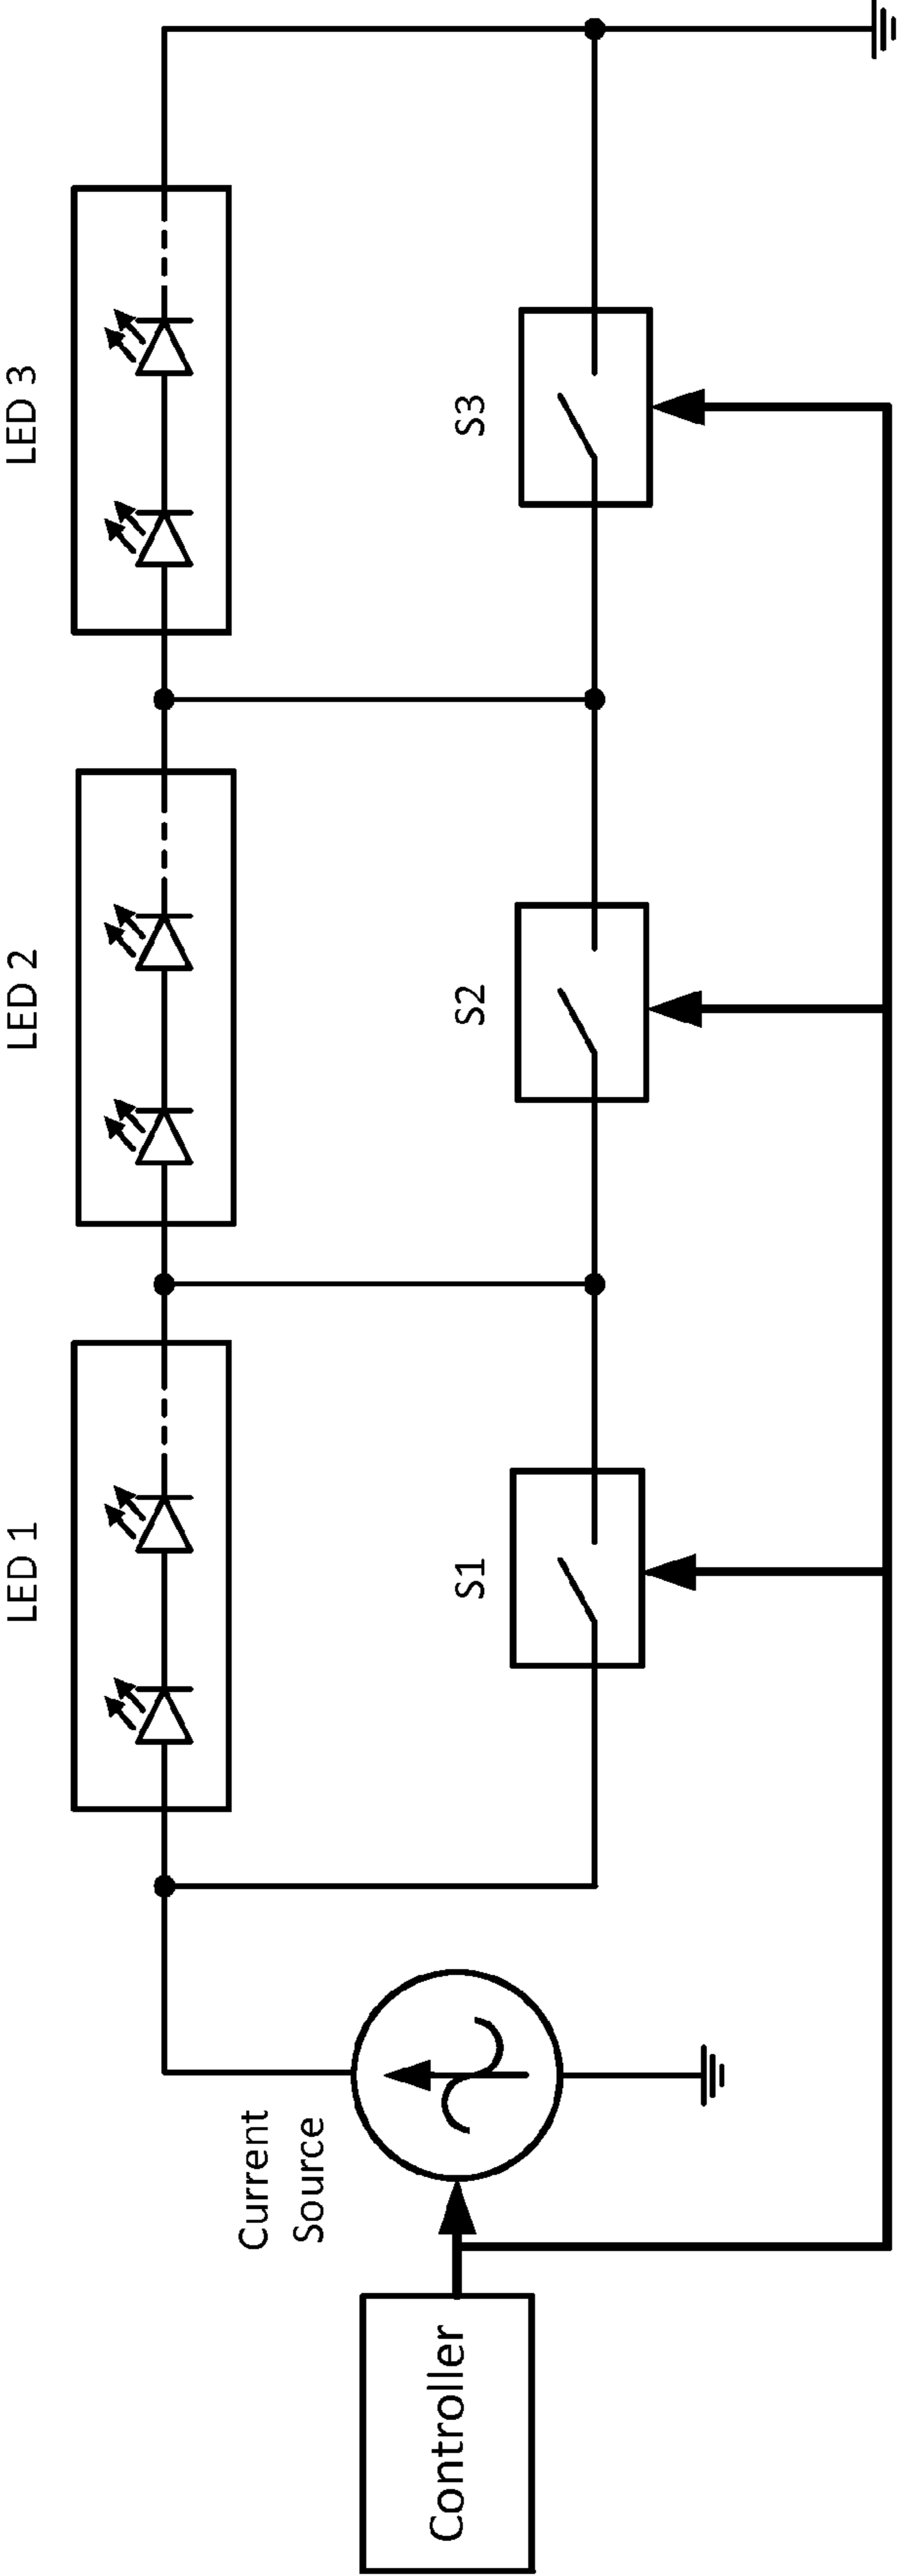 LED 1
LED 2
LED 3
S1
S2
S3
Current
Source
Controller